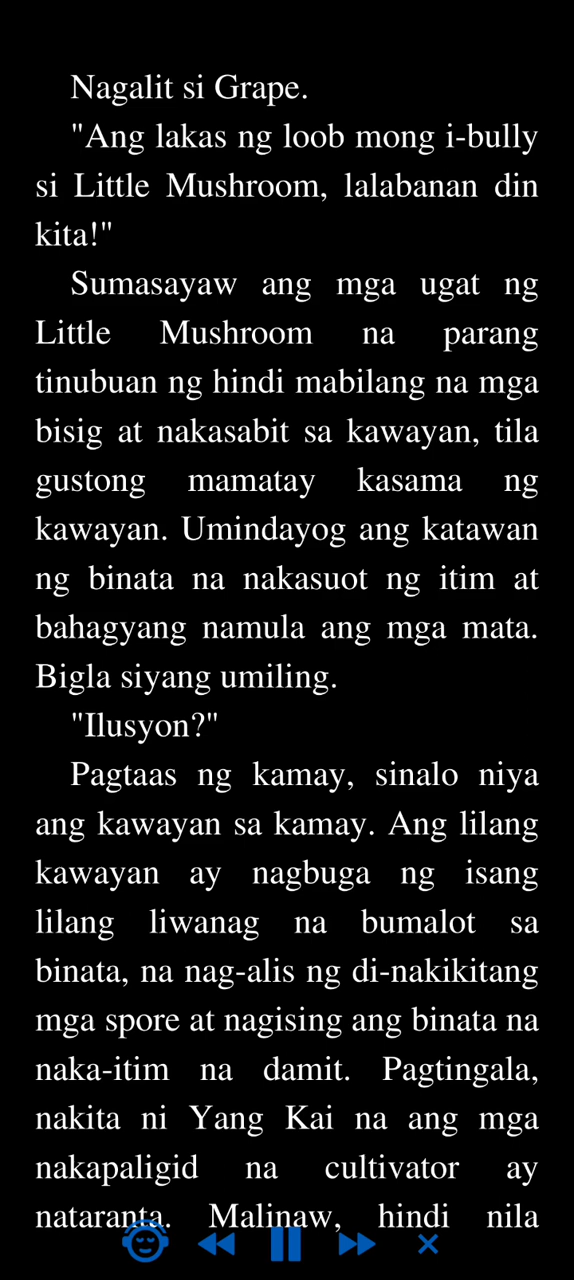 Nagalit si Grape.
"Ang lakas ng loob mong i-bully
si Little Mushroom, lalabanan din
kita!"
Sumasayaw ang mga ugat ng
Little Mushroom na parang
tinubuan ng hindi mabilang na mga
bisig at nakasabit sa kawayan, tila
gustong mamatay kasama ng
kawayan. Umindayog ang katawan
ng binata na nakasuot ng itim at
bahagyang namula ang mga mata.
Bigla siyang umiling.
"Ilusyon?"
Pagtaas ng kamay, sinalo niya
ang kawayan sa kamay. Ang lilang
kawayan ay nagbuga ng isang
lilang liwanag na bumalot sa
binata, na nag-alis ng di-nakikitang
mga spore at nagising ang binata na
naka-itim na damit. Pagtingala,
nakita ni Yang Kai na ang mga
nakapaligid na cultivator ay
nataranta. Malinaw, hindi nila